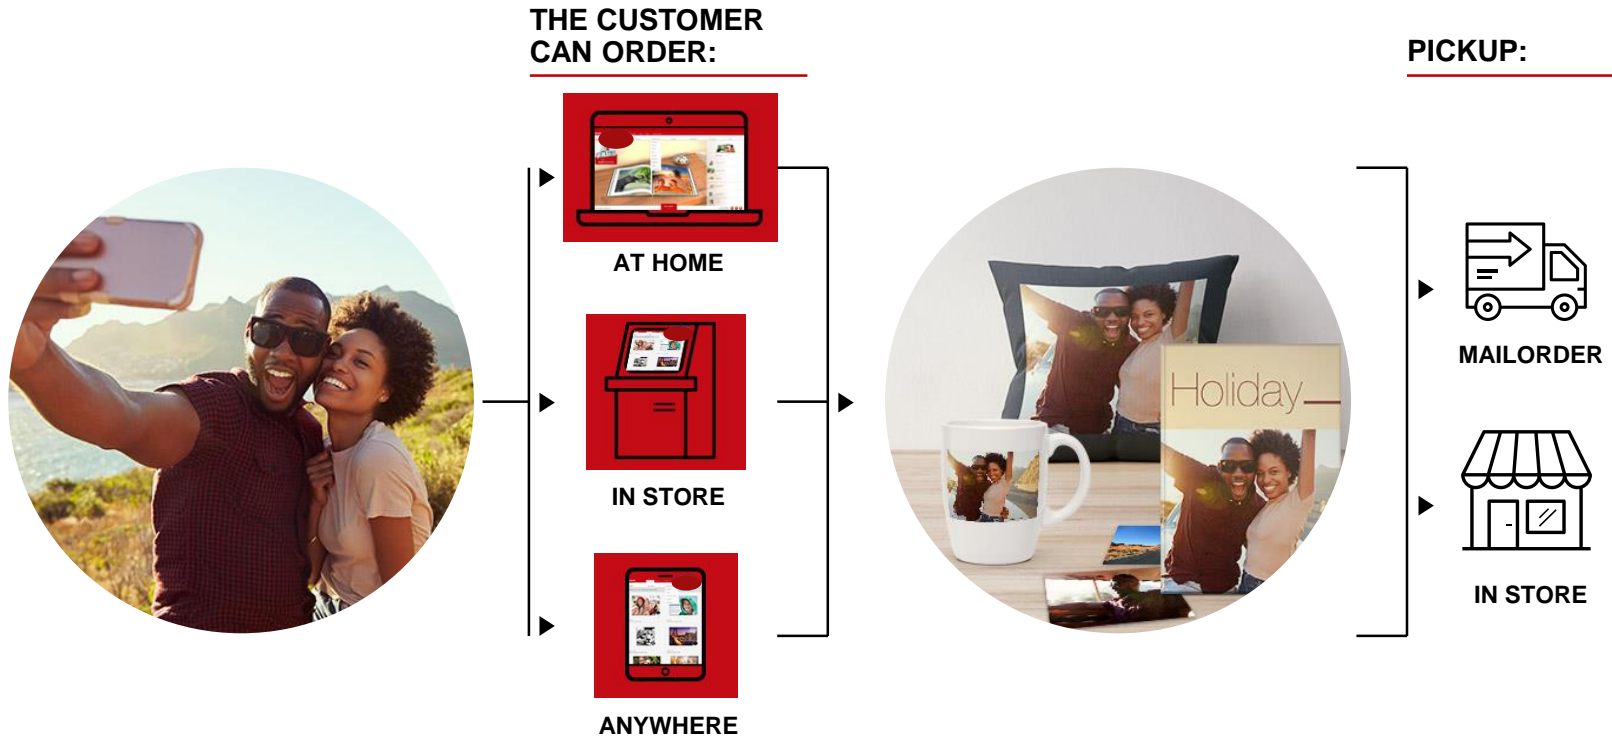 THE CUSTOMER
CAN ORDER:
PICKUP:
AT HOME
IN STORE
ANYWHERE
Holiday
MAILORDER
IN STORE